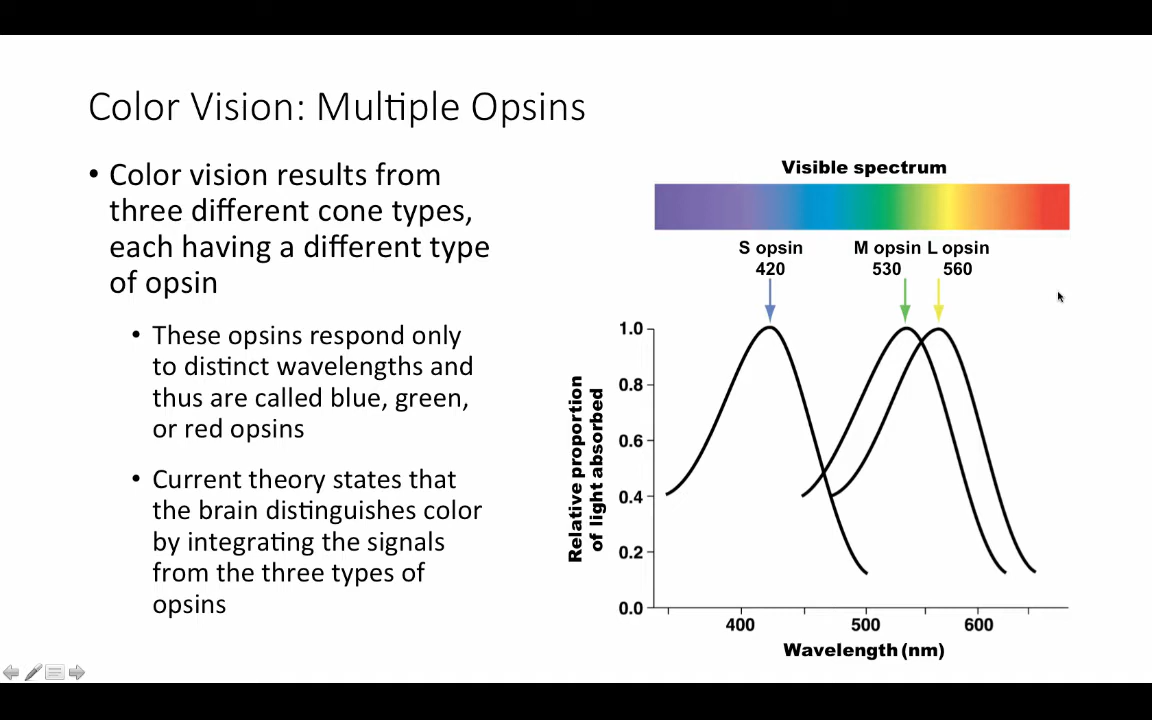 Color Vision: Multiple Opsins
• Color vision results from
three different cone types,
each having a different type
of opsin
• These opsins respond only
to distinct wavelengths and
thus are called blue, green,
or red opsins
• Current theory states that
the brain distinguishes color
by integrating the signals
from the three types of
opsins
Visible spectrum
S opsin M opsin L opsin
420 530 560
Relative proportion
of light absorbed
1.0
0.8
0.6
0.4
0.2
0.0
400 500 600
Wavelength (nm)